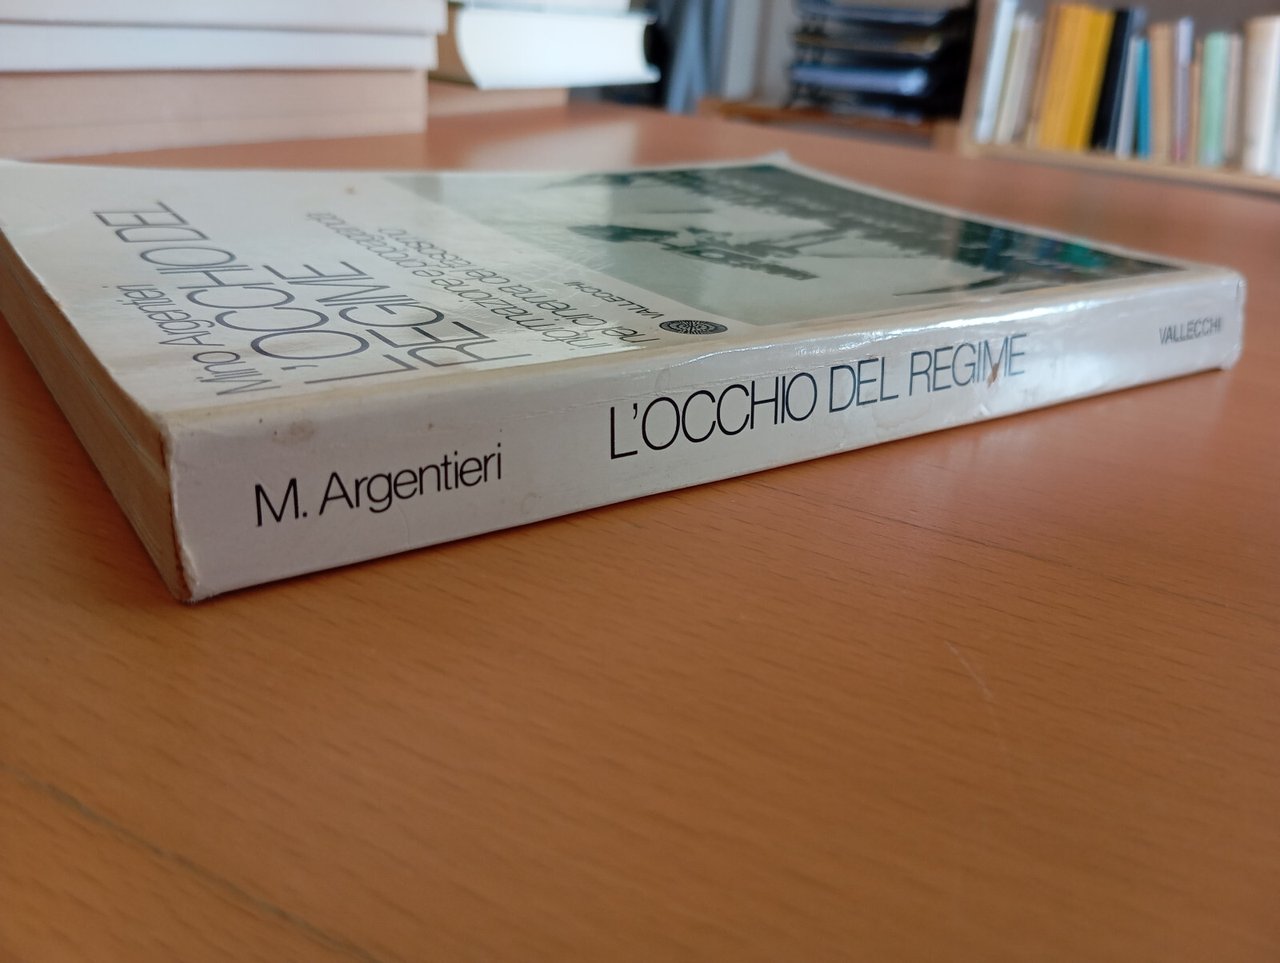 Mino Argentieri
L'OCCHIO DEL
REGIME
Informazione e propaganda
nel cinema del fascismo
VALLECCHI
M. Argentieri
L'OCCHIO DEL REGIME
VALLECCHI